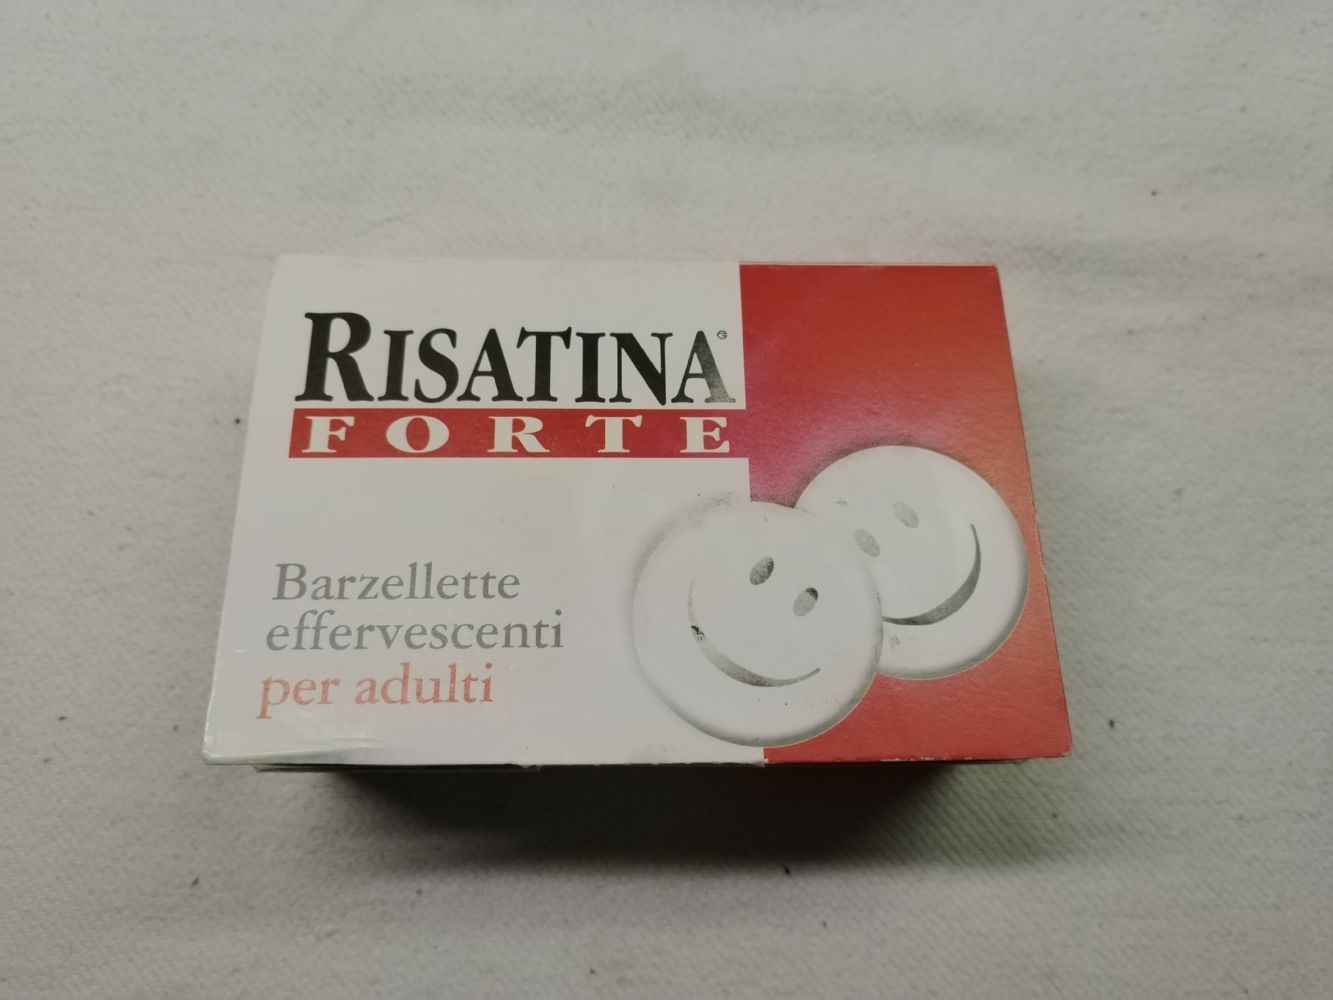 RISATINA
FORTE
Barzellette
effervescenti
per adulti